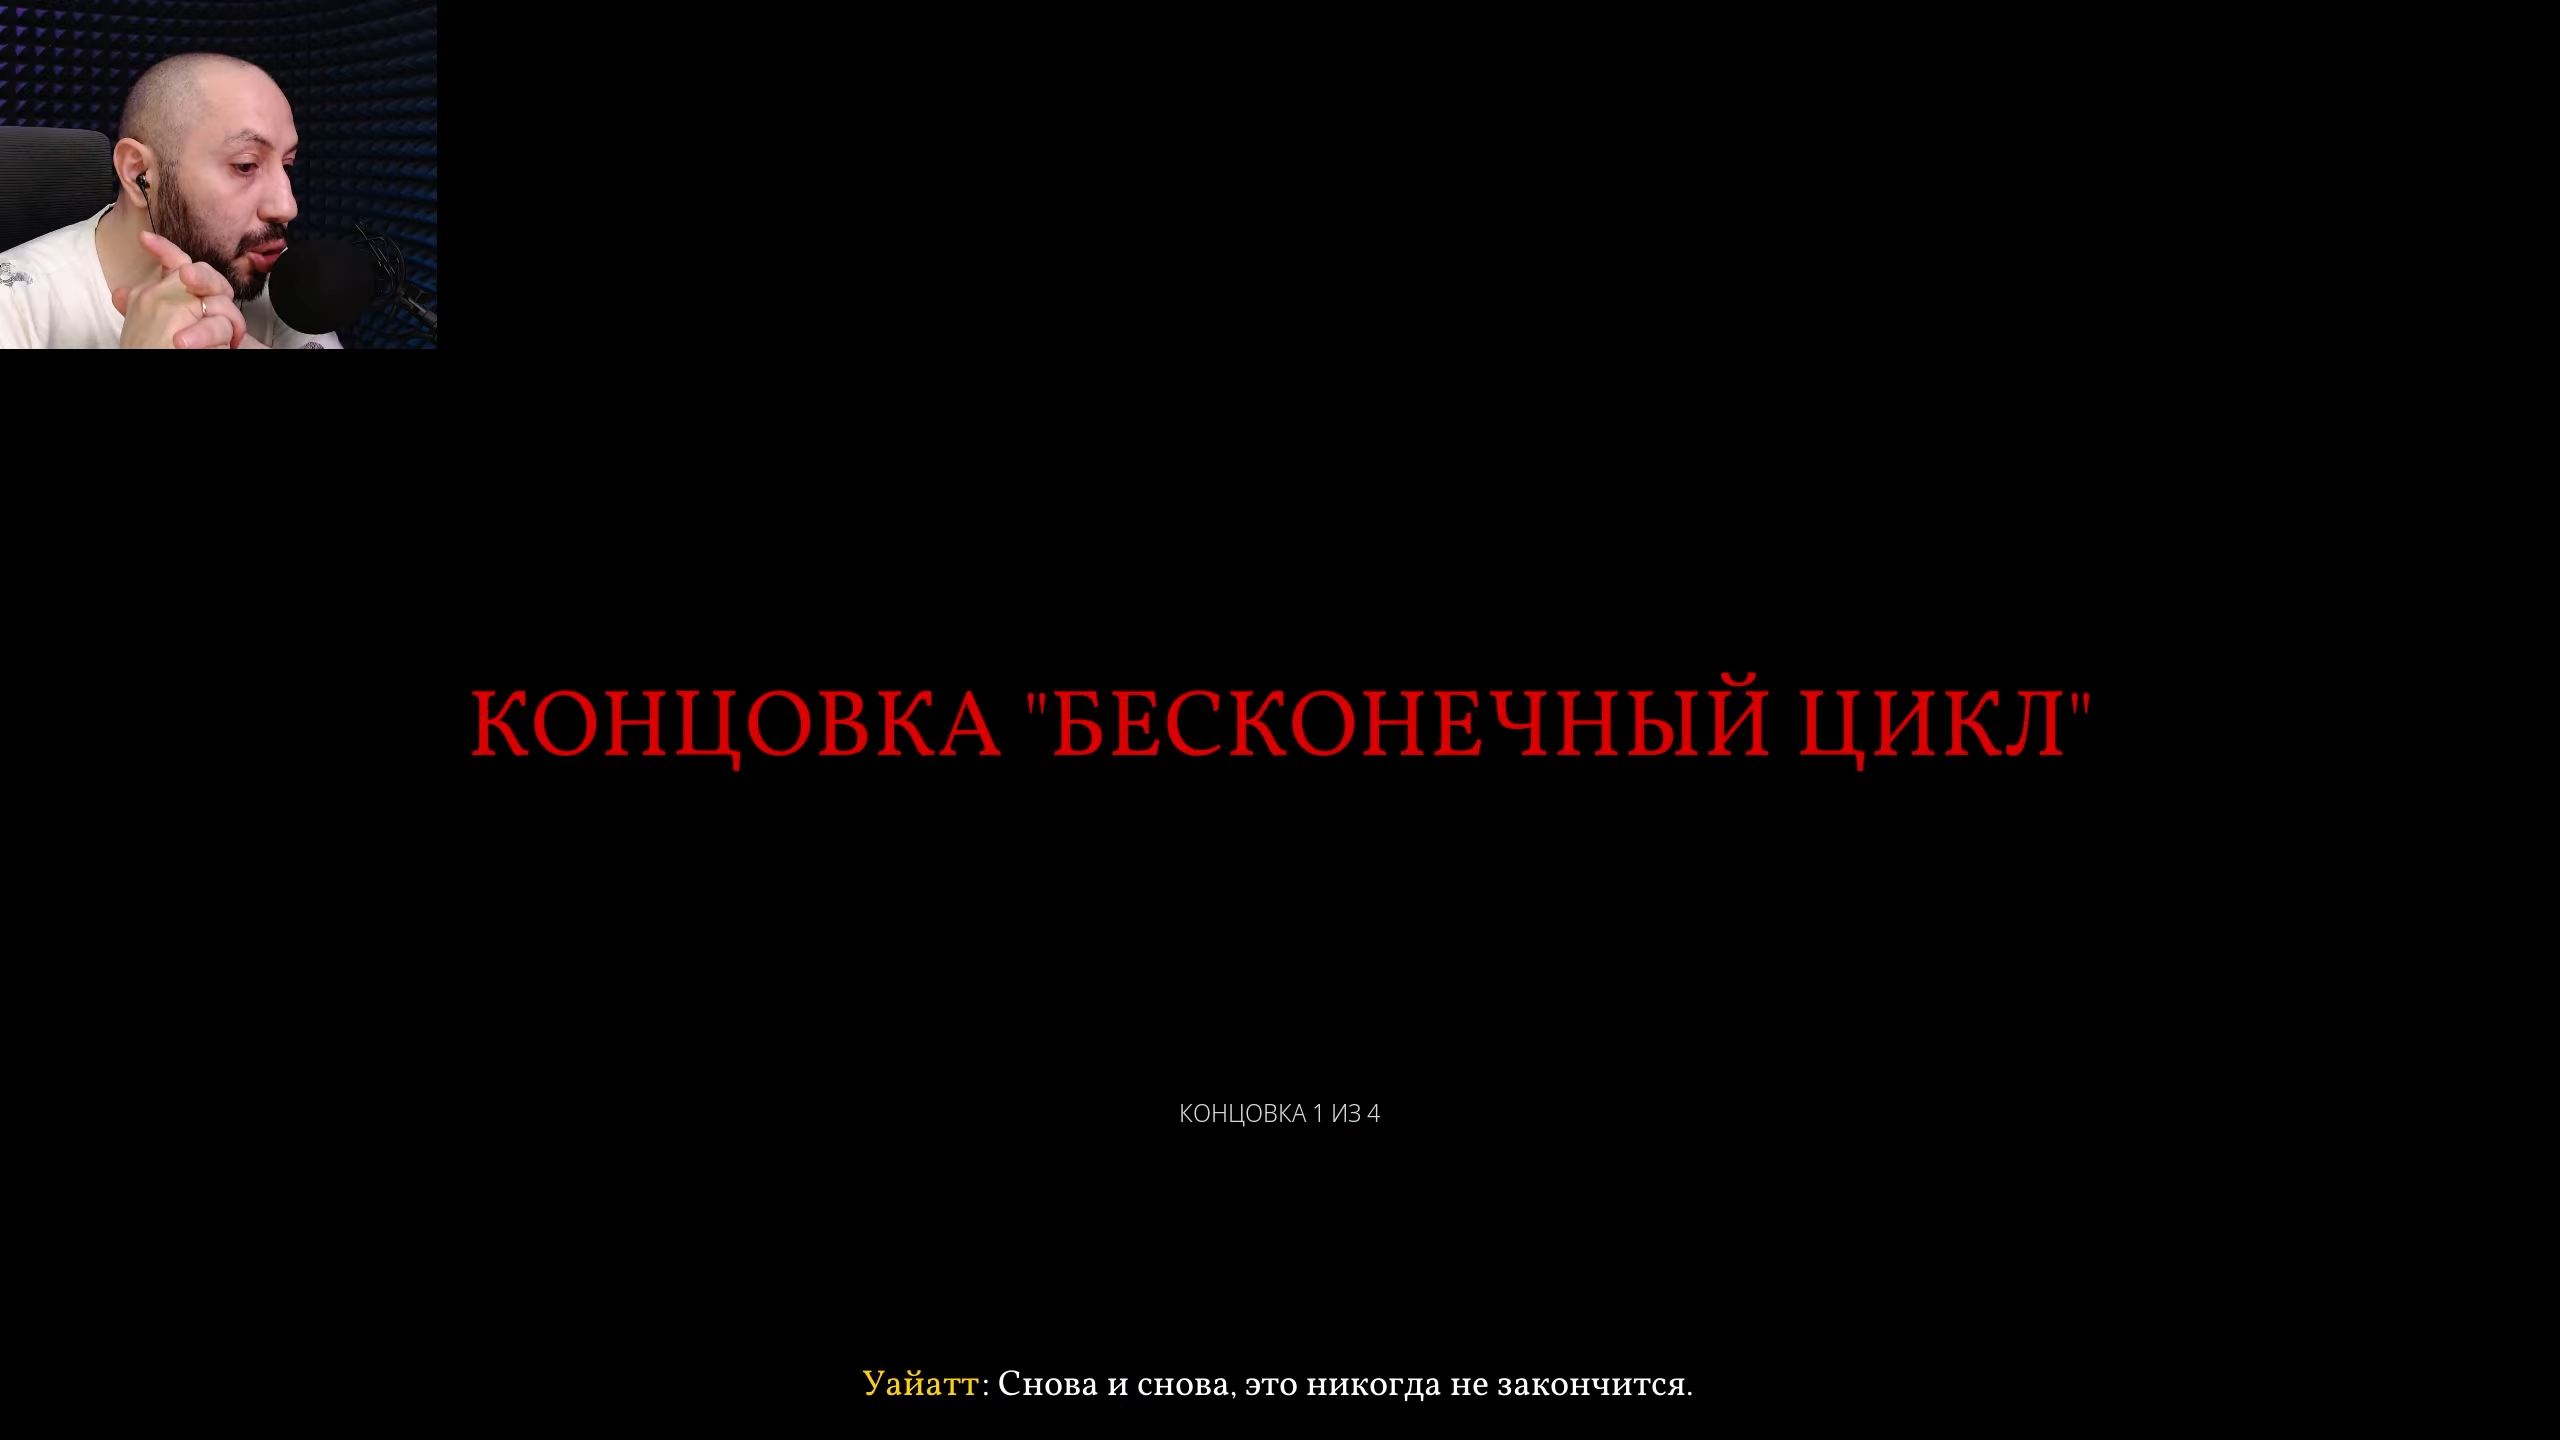 КОНЦОВКА "БЕСКОНЕЧНЫЙ ЦИКЛ"
КОНЦОВКА 1 ИЗ 4
Уайатт: Снова и снова, это никогда не закончится.